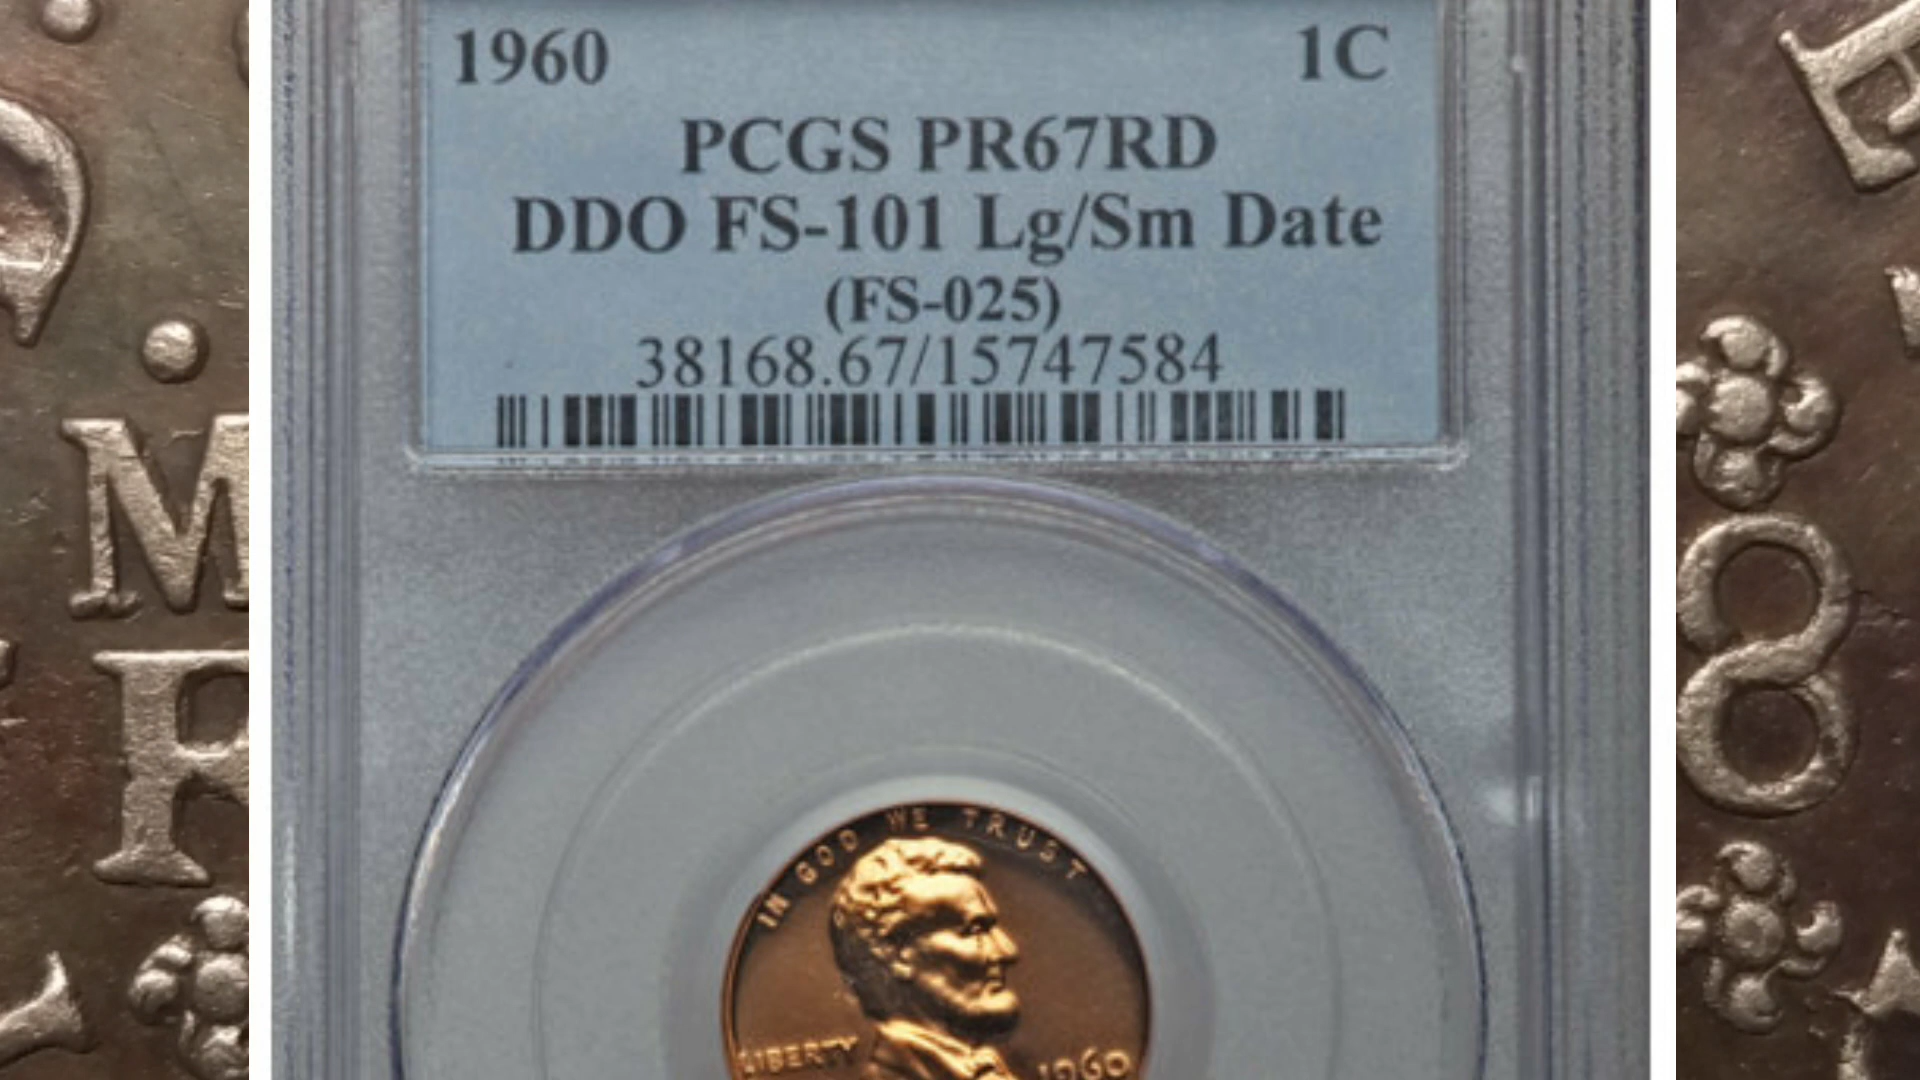 1960 1C
PCGS PR67RD
DDO FS-101 Lg/Sm Date
(FS-025)
38168.67/15747584
IN GOD WE TRUST
LIBERTY 1960
M
R
E
8